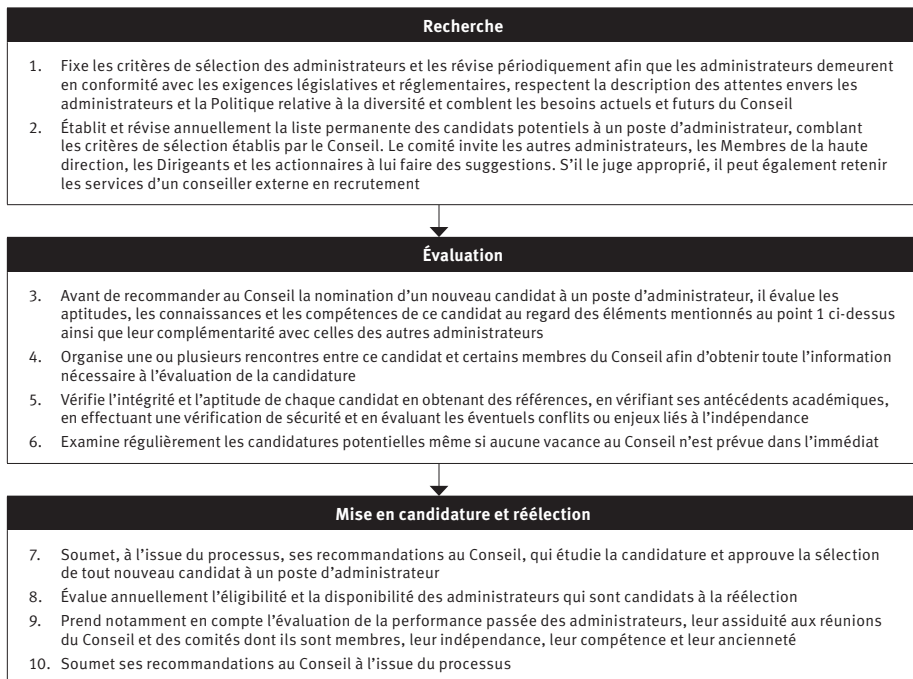 Recherche
1. Fixe les critères de sélection des administrateurs et les révise périodiquement afin que les administrateurs demeurent
en conformité avec les exigences législatives et réglementaires, respectent la description des attentes envers les
administrateurs et la Politique relative à la diversité et comblent les besoins actuels et futurs du Conseil
2. Établit et révise annuellement la liste permanente des candidats potentiels à un poste d’administrateur, comblant
les critères de sélection établis par le Conseil. Le comité invite les autres administrateurs, les Membres de la haute
direction, les Dirigeants et les actionnaires à lui faire des suggestions. S’il le juge approprié, il peut également retenir
les services d’un conseiller externe en recrutement
Évaluation
3. Avant de recommander au Conseil la nomination d’un nouveau candidat à un poste d’administrateur, il évalue les
aptitudes, les connaissances et les compétences de ce candidat au regard des éléments mentionnés au point 1 ci-dessus
ainsi que leur complémentarité avec celles des autres administrateurs
4. Organise une ou plusieurs rencontres entre ce candidat et certains membres du Conseil afin d’obtenir toute l’information
nécessaire à l’évaluation de la candidature
5. Vérifie l’intégrité et l’aptitude de chaque candidat en obtenant des références, en vérifiant ses antécédents académiques,
en effectuant une vérification de sécurité et en évaluant les éventuels conflits ou enjeux liés à l’indépendance
6. Examine régulièrement les candidatures potentielles même si aucune vacance au Conseil n’est prévue dans l’immédiat
Mise en candidature et réélection
7. Soumet, à l’issue du processus, ses recommandations au Conseil, qui étudie la candidature et approuve la sélection
de tout nouveau candidat à un poste d’administrateur
8. Évalue annuellement l’éligibilité et la disponibilité des administrateurs qui sont candidats à la réélection
9. Prend notamment en compte l’évaluation de la performance passée des administrateurs, leur assiduité aux réunions
du Conseil et des comités dont ils sont membres, leur indépendance, leur compétence et leur ancienneté
10. Soumet ses recommandations au Conseil à l’issue du processus